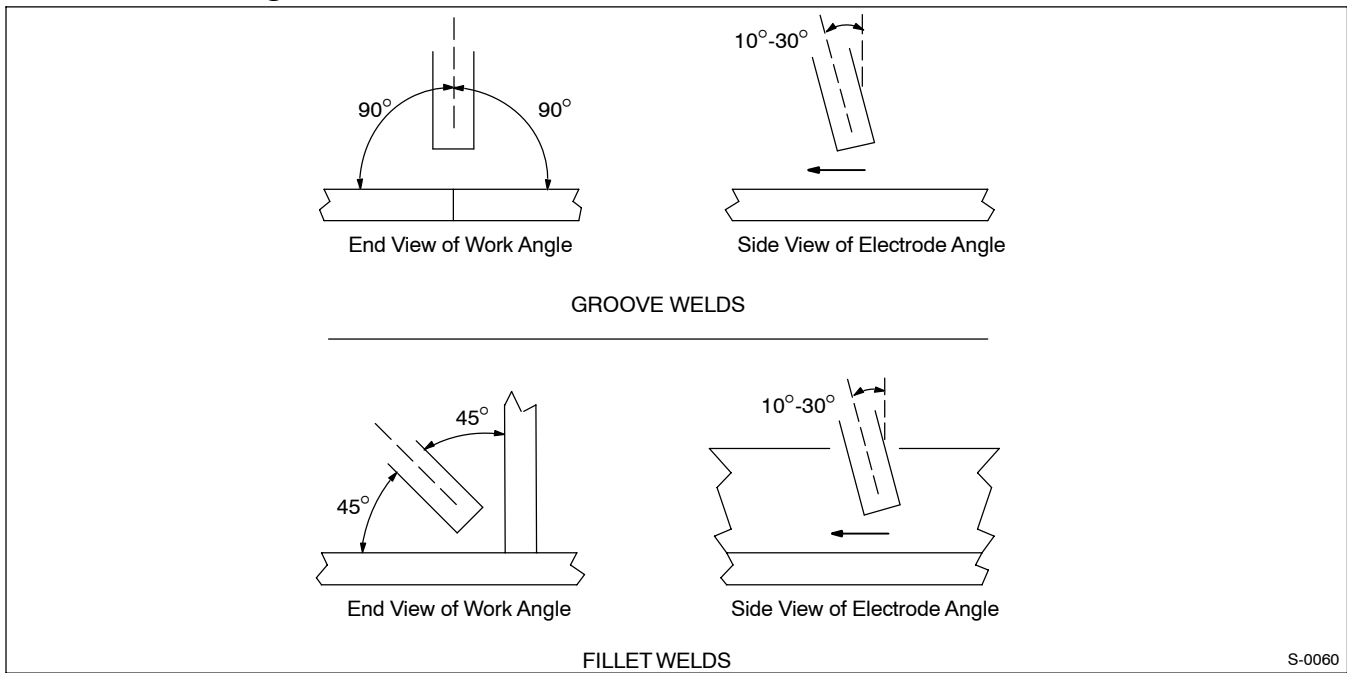 10°-30°
90°
90°
End View of Work Angle
Side View of Electrode Angle
GROOVE WELDS
10°-30°
45°
45°
End View of Work Angle
Side View of Electrode Angle
FILLET WELDS
S-0060